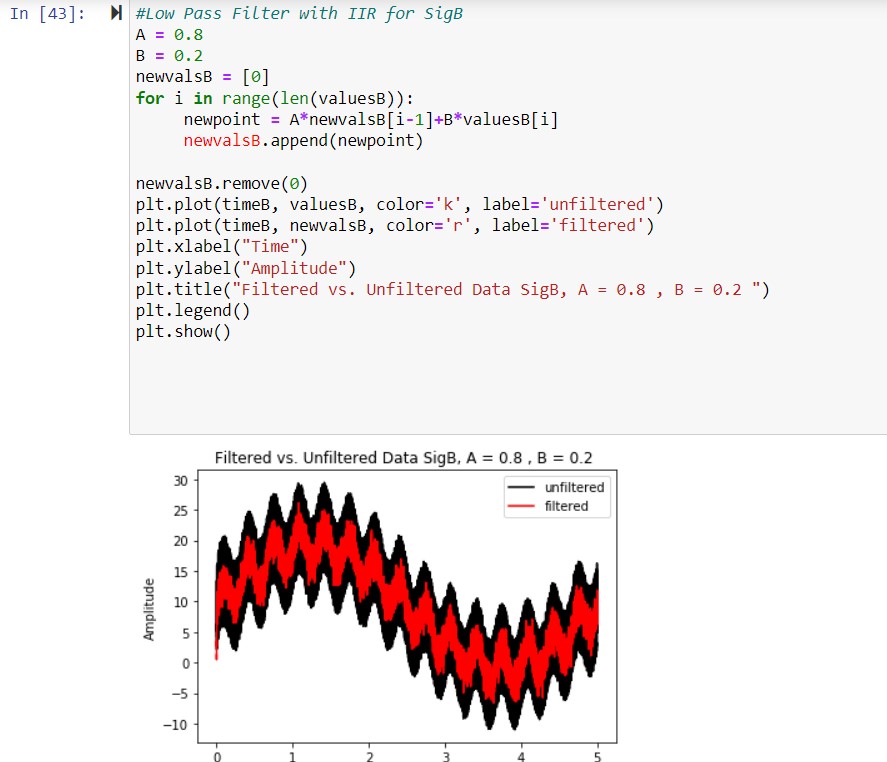 In [43]:
#Low Pass Filter with IIR for SigB
A = 0.8
B = 0.2
newvalsB = [0]
for i in range(len(valuesB)):
    newpoint = A*newvalsB[i-1]+B*valuesB[i]
    newvalsB.append(newpoint)
newvalsB.remove(0)
plt.plot(timeB, valuesB, color='k', label='unfiltered')
plt.plot(timeB, newvalsB, color='r', label='filtered')
plt.xlabel("Time")
plt.ylabel("Amplitude")
plt.title("Filtered vs. Unfiltered Data SigB, A = 0.8 , B = 0.2 ")
plt.legend()
plt.show()
Filtered vs. Unfiltered Data SigB, A = 0.8 , B = 0.2
unfiltered
filtered
Amplitude
30
25
20
15
10
5
0
−5
−10
0 1 2 3 4 5